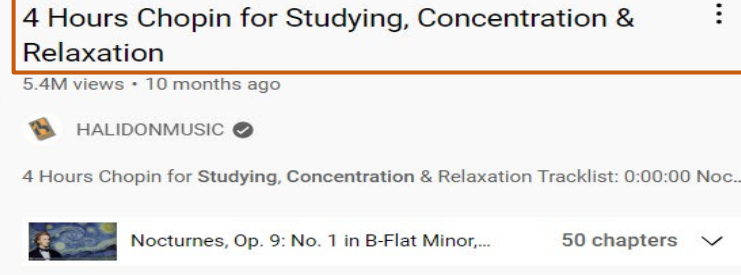 4 Hours Chopin for Studying, Concentration &
Relaxation
5.4M views • 10 months ago
HALIDONMUSIC
4 Hours Chopin for Studying, Concentration & Relaxation Tracklist: 0:00:00 Noc...
Nocturnes, Op. 9: No. 1 in B-Flat Minor,... 50 chapters